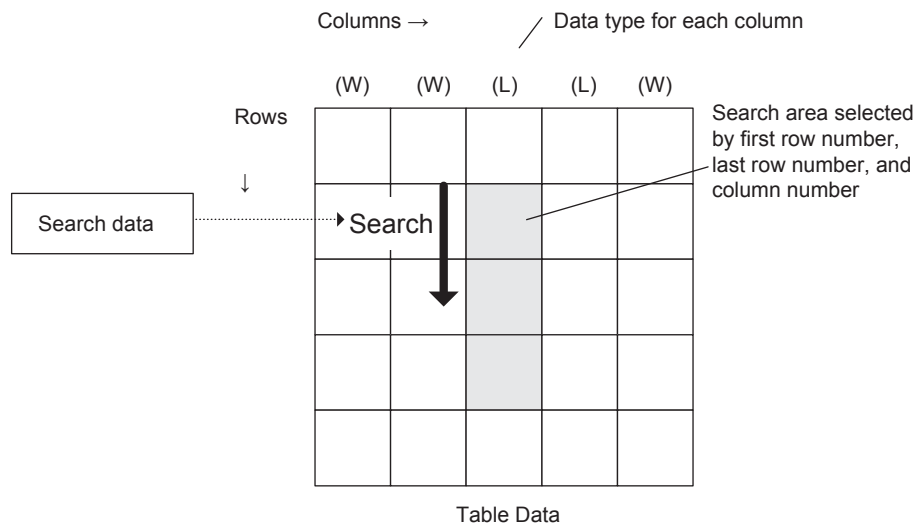 Columns →
Data type for each column
(W) (W) (L) (L) (W)
Rows
↓
Search area selected
by first row number,
last row number, and
column number
Search data
Search
Table Data